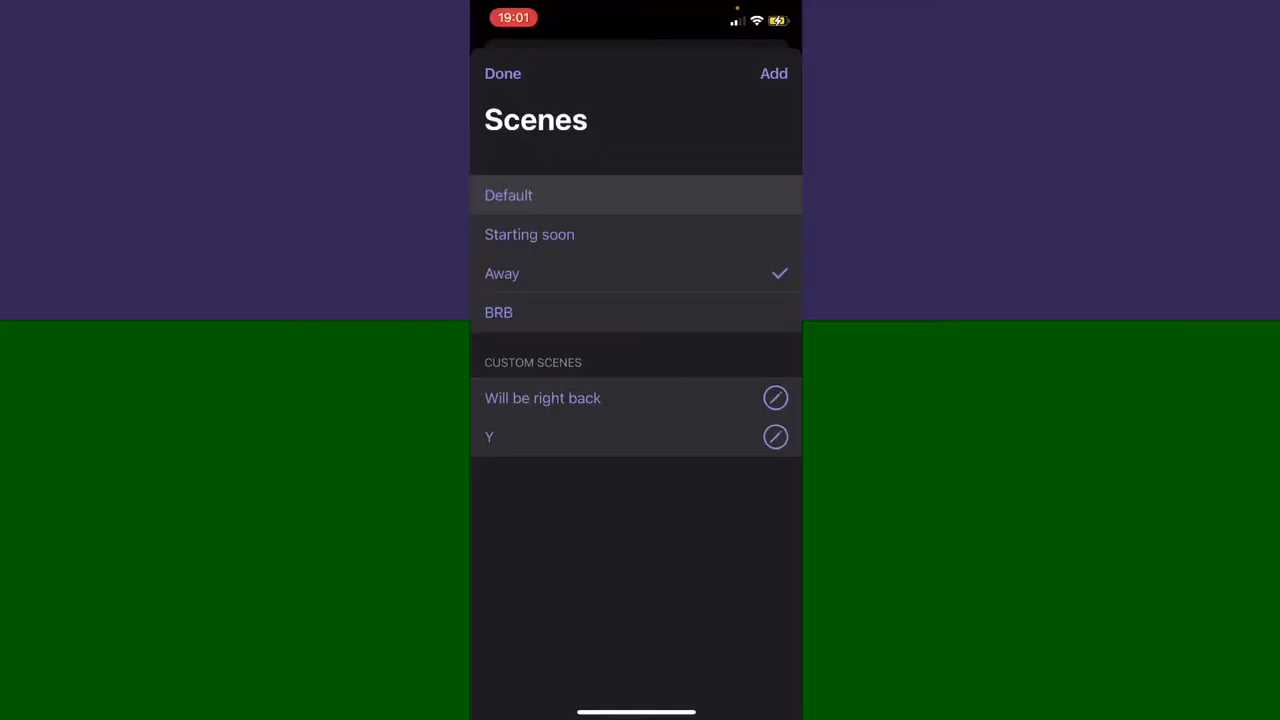 19:01
Done
Add
Scenes
Default
Starting soon
Away
BRB
CUSTOM SCENES
Will be right back
Y